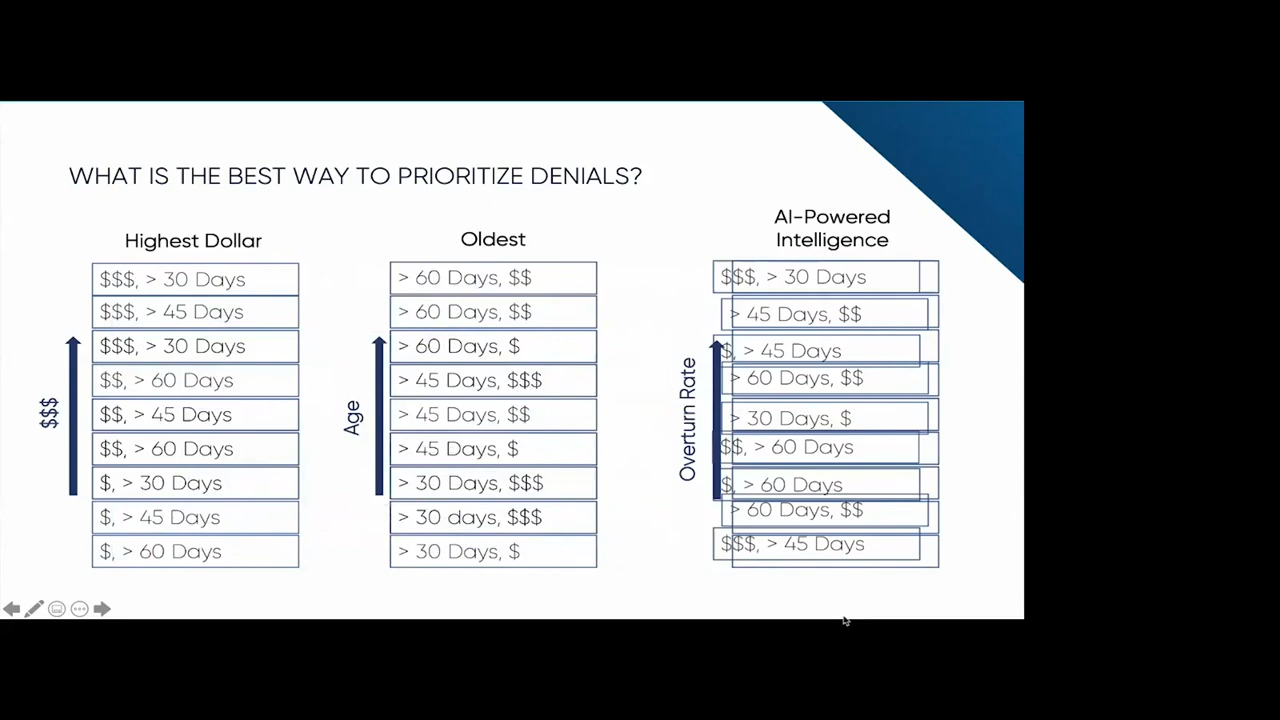 WHAT IS THE BEST WAY TO PRIORITIZE DENIALS?
Highest Dollar
$$$, > 30 Days
$$$, > 45 Days
$$$, > 30 Days
$$, > 60 Days
$$, > 45 Days
$$, > 60 Days
$, > 30 Days
$, > 45 Days
$, > 60 Days
$$$
Oldest
> 60 Days, $$
> 60 Days, $$
> 60 Days, $
> 45 Days, $$$
> 45 Days, $$
> 45 Days, $
> 30 Days, $$$
> 30 days, $$$
> 30 Days, $
Age
AI-Powered
Intelligence
$$$, > 30 Days
> 45 Days, $$
$, > 45 Days
> 60 Days, $$
> 30 Days, $
$$, > 60 Days
$, > 60 Days
> 60 Days, $$
$$$, > 45 Days
Overturn Rate